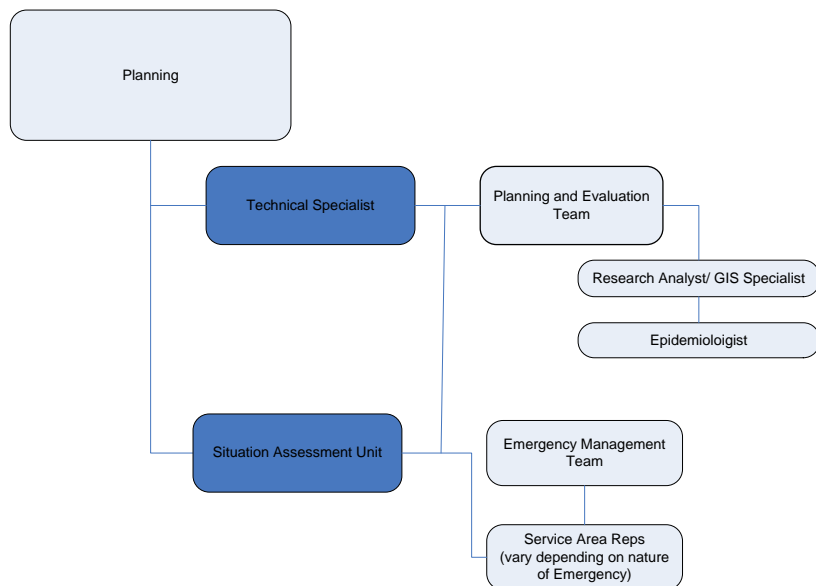 Planning
Technical Specialist
Planning and Evaluation
Team
Research Analyst/ GIS Specialist
Epidemioloigist
Situation Assessment Unit
Emergency Management
Team
Service Area Reps
(vary depending on nature
of Emergency)